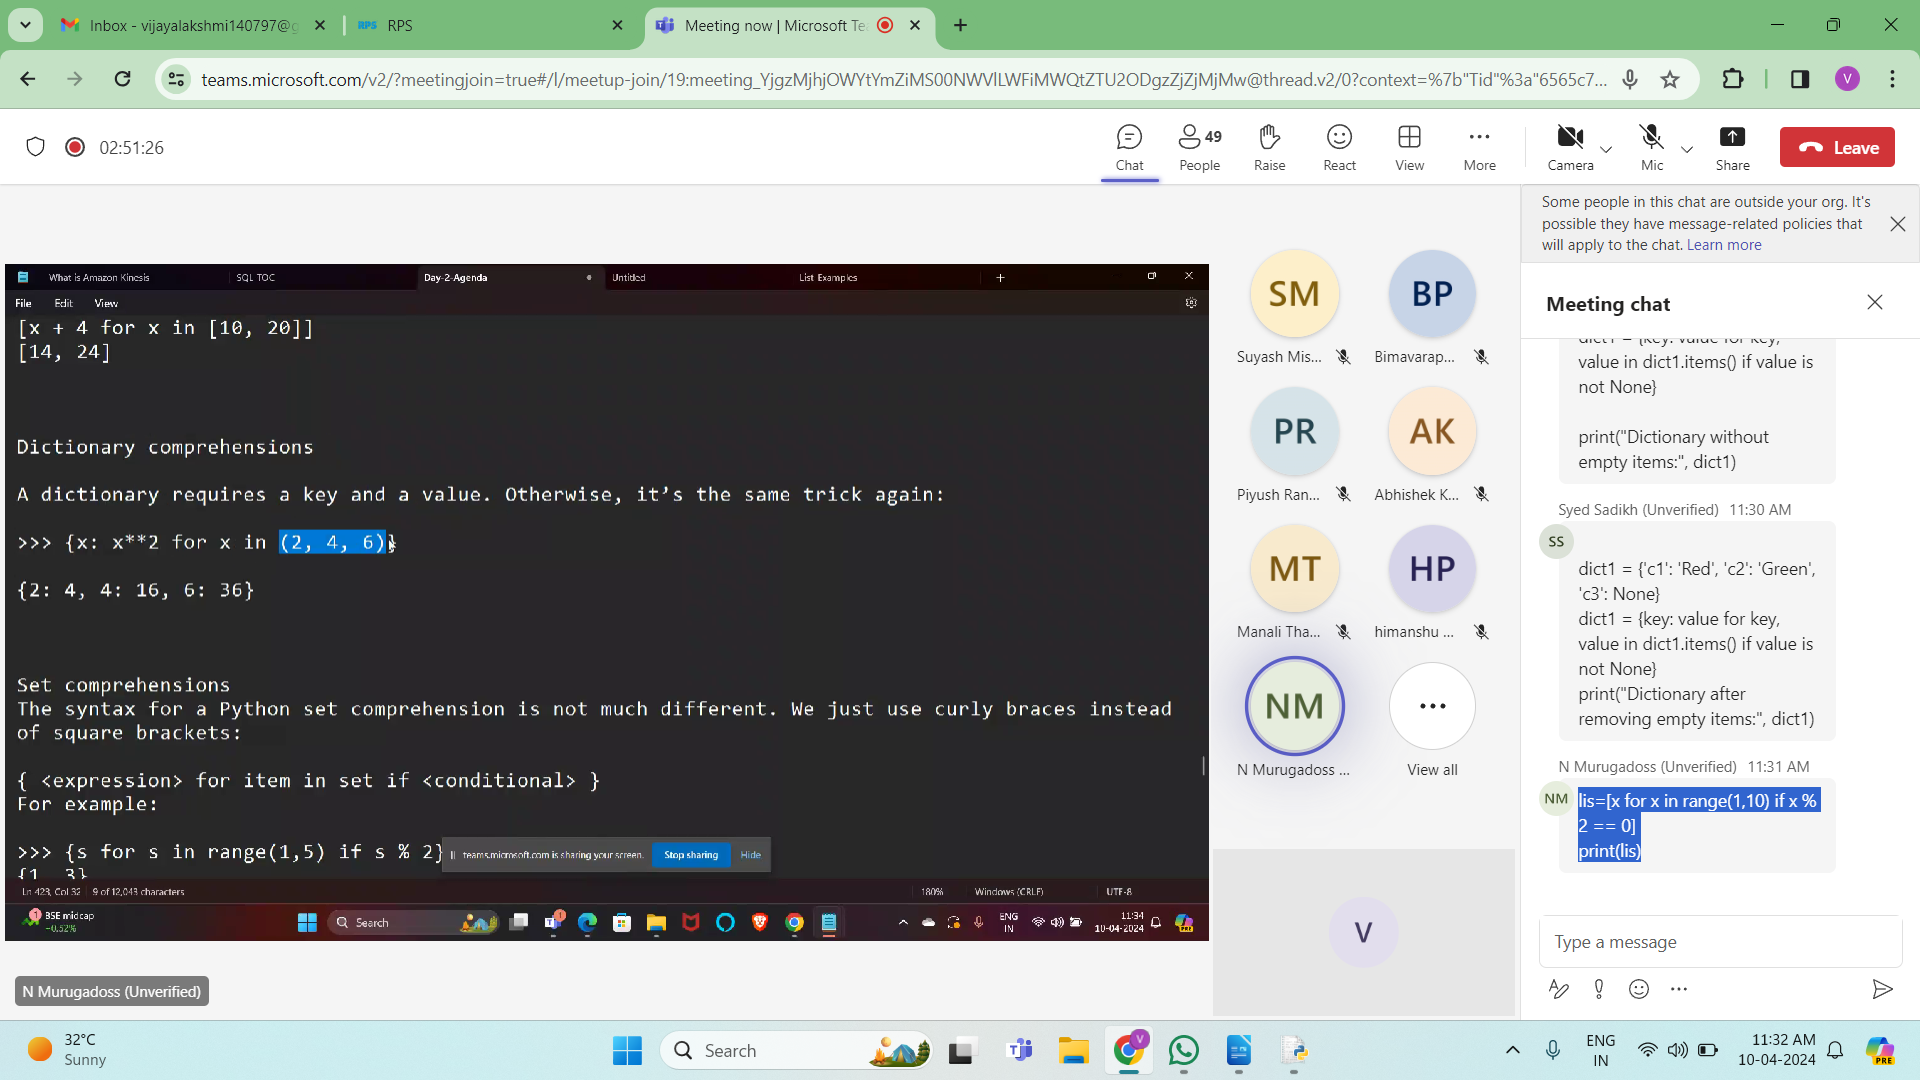 Inbox - vijayalakshmi140797@g
RPS RPS
Meeting now | Microsoft Te
teams.microsoft.com/v2/?meetingjoin=true#/l/meetup-join/19:meeting_YjgzMjhjOWYtYmZiMS00NWVlLWFiMWQtZTU2ODgzZjZjMjMw@thread.v2/0?context=%7b"Tid"%3a"6565c7...
V
02:51:26
Chat
49
People
Raise
React
View
More
Camera
Mic
Share
Leave
What is Amazon Kinesis
SQL TOC
Day-2-Agenda
Untitled
List Examples
File Edit View
[x + 4 for x in [10, 20]]
[14, 24]
Dictionary comprehensions
A dictionary requires a key and a value. Otherwise, it's the same trick again:
>>> {x: x**2 for x in (2, 4, 6)}
{2: 4, 4: 16, 6: 36}
Set comprehensions
The syntax for a Python set comprehension is not much different. We just use curly braces instead
of square brackets:
{ <expression> for item in set if <conditional> }
For example:
>>> {s for s in range(1,5) if s % 2}
{1, 3}
teams.microsoft.com is sharing your screen. Stop sharing Hide
Ln 423, Col 32 9 of 12,043 characters 180% Windows (CRLF) UTF-8
1 BSE midcap
-0.52%
Search
ENG
IN
11:34
10-04-2024
N Murugadoss (Unverified)
SM
Suyash Mis...
BP
Bimavarap...
PR
Piyush Ran...
AK
Abhishek K...
MT
Manali Tha...
HP
himanshu ...
NM
N Murugadoss ...
View all
V
Some people in this chat are outside your org. It's
possible they have message-related policies that
will apply to the chat. Learn more
Meeting chat
dict1 = {key: value for key,
value in dict1.items() if value is
not None}
print("Dictionary without
empty items:", dict1)
Syed Sadikh (Unverified) 11:30 AM
SS
dict1 = {'c1': 'Red', 'c2': 'Green',
'c3': None}
dict1 = {key: value for key,
value in dict1.items() if value is
not None}
print("Dictionary after
removing empty items:", dict1)
N Murugadoss (Unverified) 11:31 AM
NM
lis=[x for x in range(1,10) if x %
2 == 0]
print(lis)
Type a message
32°C
Sunny
Search
V
ENG
IN
11:32 AM
10-04-2024
PRE